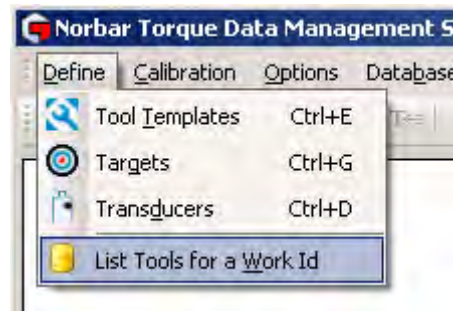 Norbar Torque Data Management S
Define Calibration Options Database
Tool Templates Ctrl+E
Targets Ctrl+G
Transducers Ctrl+D
List Tools for a Work Id